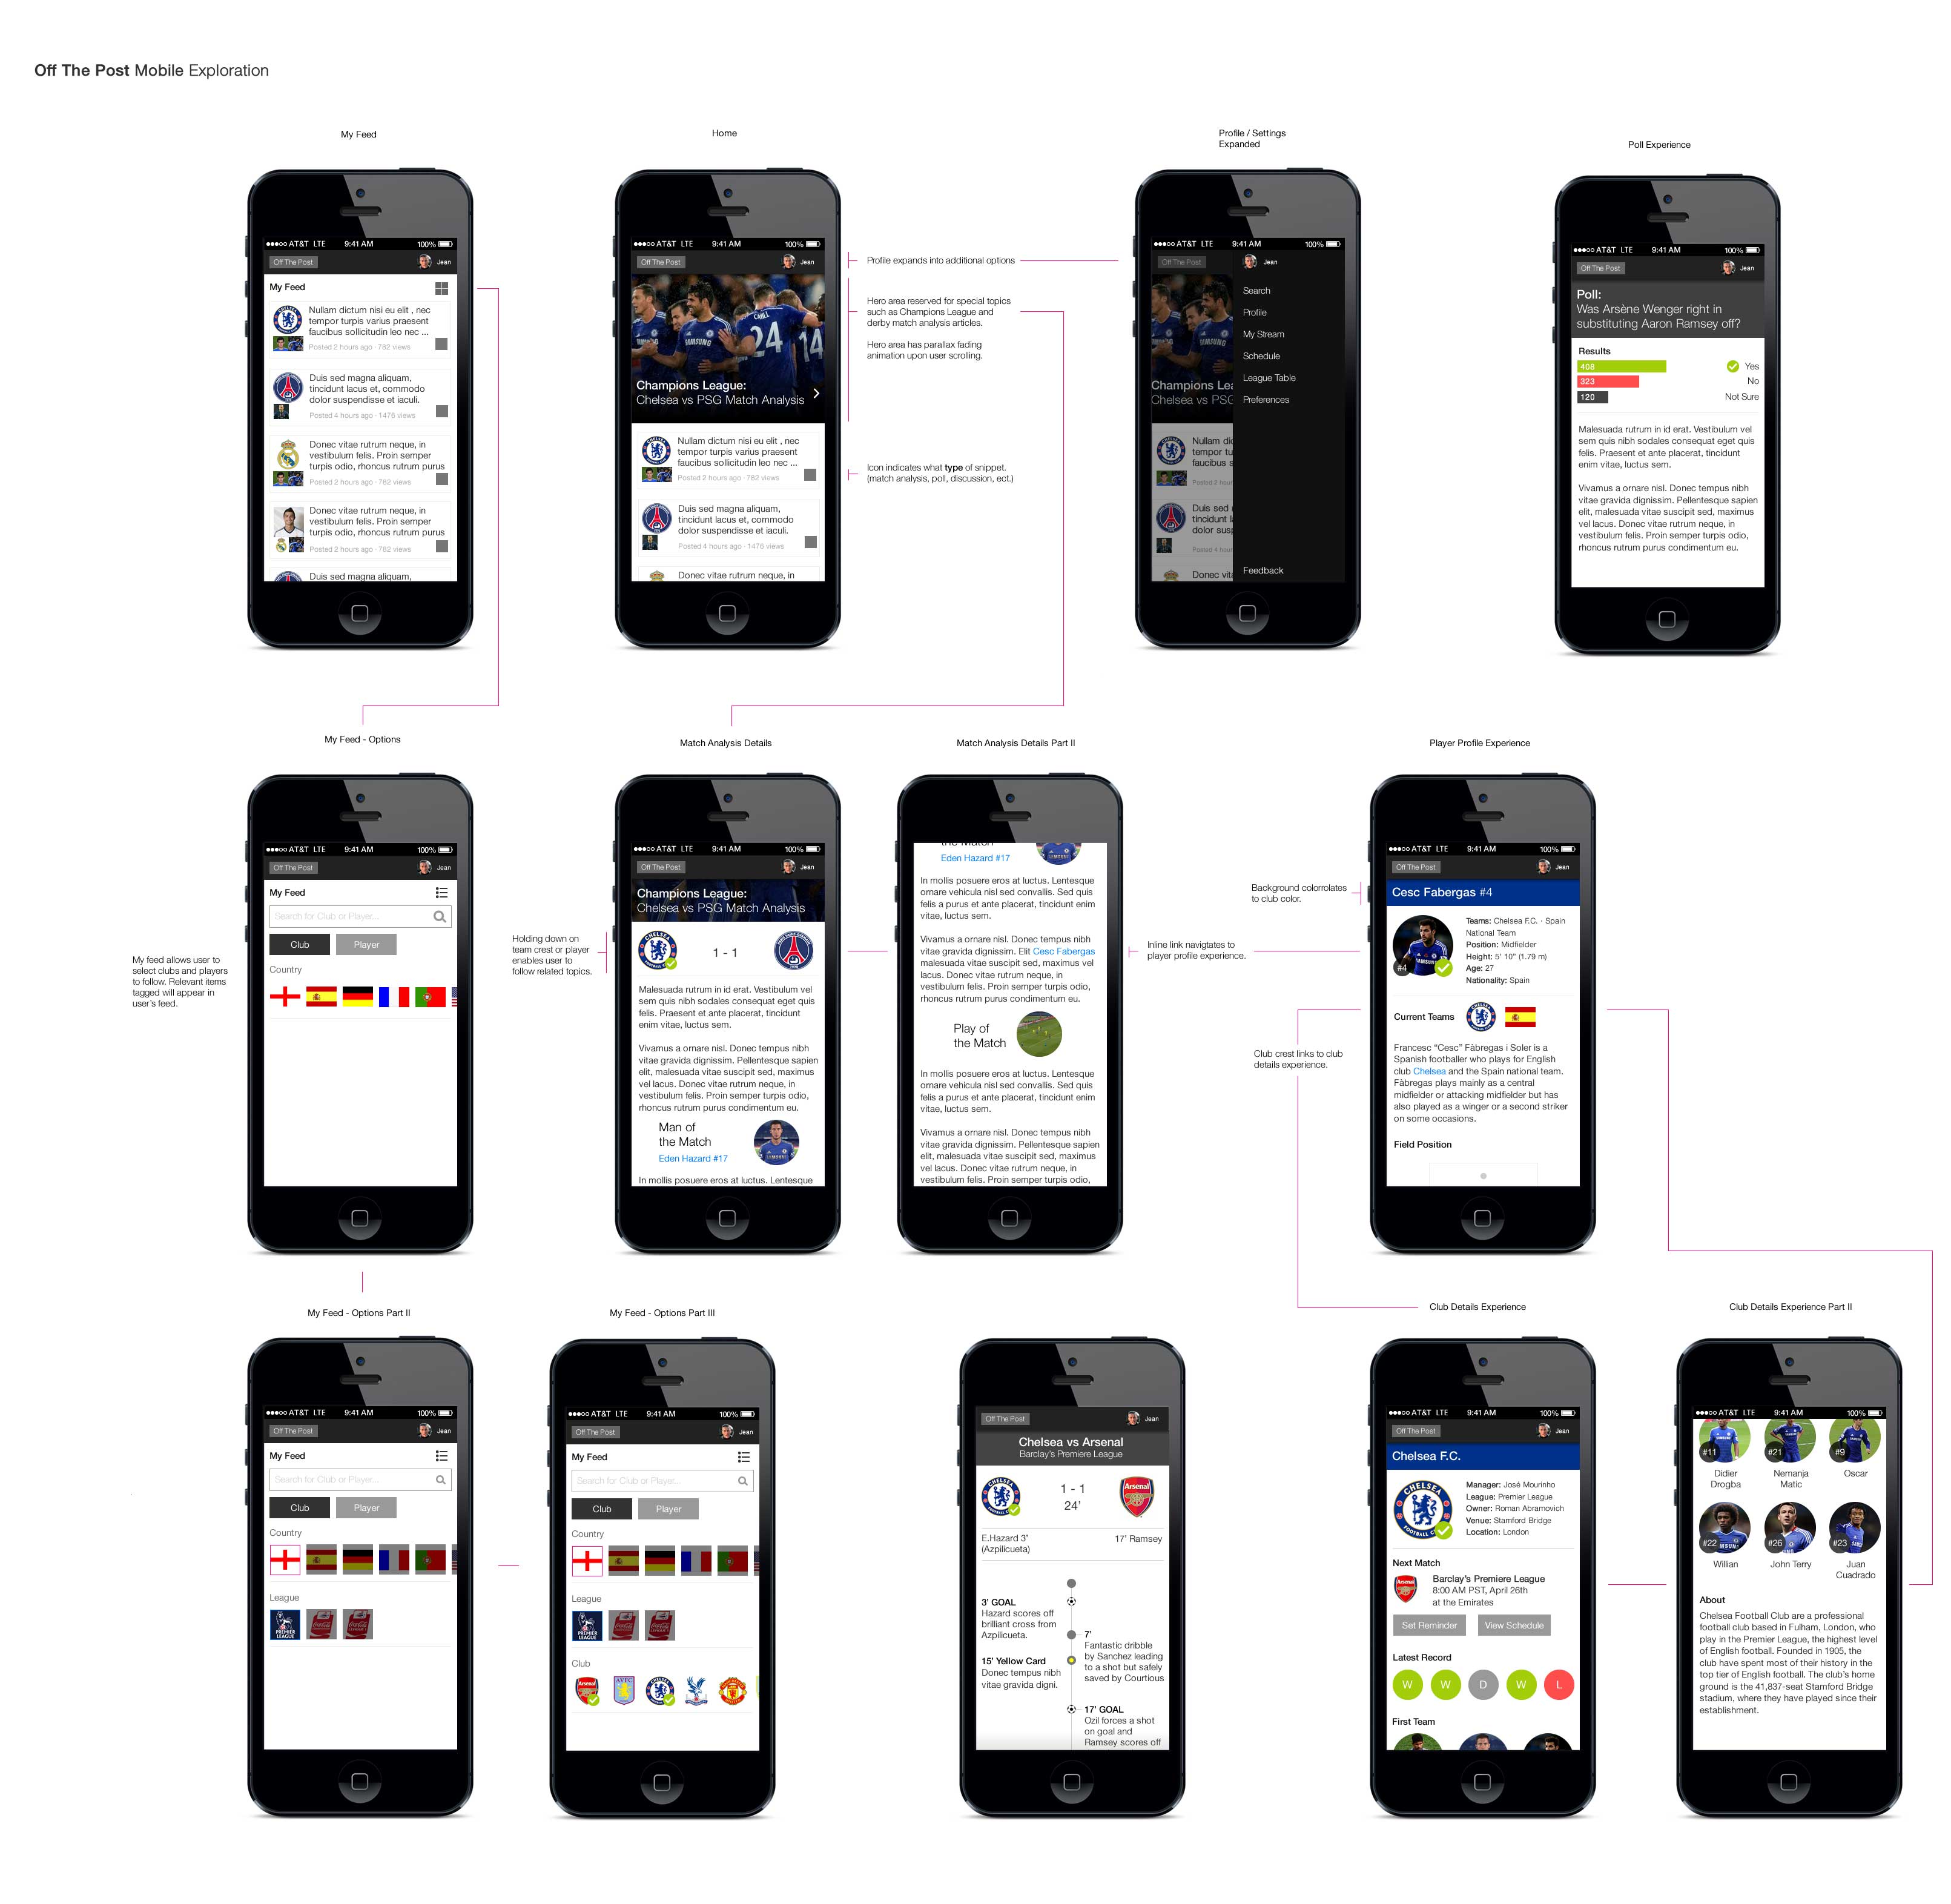 Off The Post Mobile Exploration
My Feed
●●●○○ AT&T LTE 9:41 AM 100%
Off The Post Jean
My Feed
Nullam dictum nisi eu elit , nec
tempor turpis varius praesent
faucibus sollicitudin leo nec ...
Posted 2 hours ago · 782 views
Duis sed magna aliquam,
tincidunt lacus et, commodo
dolor suspendisse et iaculi.
Posted 4 hours ago · 1476 views
Donec vitae rutrum neque, in
vestibulum felis. Proin semper
turpis odio, rhoncus rutrum purus
Posted 2 hours ago · 782 views
Donec vitae rutrum neque, in
vestibulum felis. Proin semper
turpis odio, rhoncus rutrum purus
Posted 2 hours ago · 782 views
Duis sed magna aliquam,
Home
●●●○○ AT&T LTE 9:41 AM 100%
Off The Post Jean
CAHILL
24
14
SAMSUNG
Champions League:
Chelsea vs PSG Match Analysis
Nullam dictum nisi eu elit , nec
tempor turpis varius praesent
faucibus sollicitudin leo nec ...
Posted 2 hours ago · 782 views
Duis sed magna aliquam,
tincidunt lacus et, commodo
dolor suspendisse et iaculi.
Posted 4 hours ago · 1476 views
Donec vitae rutrum neque, in
Profile expands into additional options
Hero area reserved for special topics
such as Champions League and
derby match analysis articles.
Hero area has parallax fading
animation upon user scrolling.
Icon indicates what type of snippet.
(match analysis, poll, discussion, ect.)
Profile / Settings
Expanded
●●●○○ AT&T LTE 9:41 AM 100%
Off The Post Jean
Search
Profile
My Stream
Schedule
League Table
Preferences
Feedback
Champions Lea
Chelsea vs PSG
Nullam dic
tempor tu
faucibus s
Posted 2 hour
Duis sed r
tincidunt la
dolor susp
Posted 4 hour
Donec vita
Poll Experience
●●●○○ AT&T LTE 9:41 AM 100%
Off The Post Jean
Poll:
Was Arsène Wenger right in
substituting Aaron Ramsey off?
Results
408 Yes
323 No
120 Not Sure
Malesuada rutrum in id erat. Vestibulum vel
sem quis nibh sodales consequat eget quis
felis. Praesent et ante placerat, tincidunt
enim vitae, luctus sem.
Vivamus a ornare nisl. Donec tempus nibh
vitae gravida dignissim. Pellentesque sapien
elit, malesuada vitae suscipit sed, maximus
vel lacus. Donec vitae rutrum neque, in
vestibulum felis. Proin semper turpis odio,
rhoncus rutrum purus condimentum eu.
My Feed - Options
My feed allows user to
select clubs and players
to follow. Relevant items
tagged will appear in
user's feed.
●●●○○ AT&T LTE 9:41 AM 100%
Off The Post Jean
My Feed
Search for Club or Player...
Club Player
Country
Match Analysis Details
Holding down on
team crest or player
enables user to
follow related topics.
●●●○○ AT&T LTE 9:41 AM 100%
Off The Post Jean
Champions League:
Chelsea vs PSG Match Analysis
1 - 1
Malesuada rutrum in id erat. Vestibulum vel
sem quis nibh sodales consequat eget quis
felis. Praesent et ante placerat, tincidunt
enim vitae, luctus sem.
Vivamus a ornare nisl. Donec tempus nibh
vitae gravida dignissim. Pellentesque sapien
elit, malesuada vitae suscipit sed, maximus
vel lacus. Donec vitae rutrum neque, in
vestibulum felis. Proin semper turpis odio,
rhoncus rutrum purus condimentum eu.
Man of
the Match
Eden Hazard #17
In mollis posuere eros at luctus. Lentesque
Match Analysis Details Part II
the Match
Eden Hazard #17
In mollis posuere eros at luctus. Lentesque
ornare vehicula nisl sed convallis. Sed quis
felis a purus et ante placerat, tincidunt enim
vitae, luctus sem.
Vivamus a ornare nisl. Donec tempus nibh
vitae gravida dignissim. Elit Cesc Fabergas
malesuada vitae suscipit sed, maximus vel
lacus. Donec vitae rutrum neque, in
vestibulum felis. Proin semper turpis odio,
rhoncus rutrum purus condimentum eu.
Play of
the Match
In mollis posuere eros at luctus. Lentesque
ornare vehicula nisl sed convallis. Sed quis
felis a purus et ante placerat, tincidunt enim
vitae, luctus sem.
Vivamus a ornare nisl. Donec tempus nibh
vitae gravida dignissim. Pellentesque sapien
elit, malesuada vitae suscipit sed, maximus
vel lacus. Donec vitae rutrum neque, in
vestibulum felis. Proin semper turpis odio,
Inline link navigtates to
player profile experience.
Background colorrolates
to club color.
Club crest links to club
details experience.
Player Profile Experience
●●●○○ AT&T LTE 9:41 AM 100%
Off The Post Jean
Cesc Fabergas #4
#4
Teams: Chelsea F.C. · Spain
National Team
Position: Midfielder
Height: 5' 10" (1.79 m)
Age: 27
Nationality: Spain
Current Teams
Francesc “Cesc” Fàbregas i Soler is a
Spanish footballer who plays for English
club Chelsea and the Spain national team.
Fàbregas plays mainly as a central
midfielder or attacking midfielder but has
also played as a winger or a second striker
on some occasions.
Field Position
My Feed - Options Part II
●●●○○ AT&T LTE 9:41 AM 100%
Off The Post Jean
My Feed
Search for Club or Player...
Club Player
Country
League
PREMIER
LEAGUE
My Feed - Options Part III
●●●○○ AT&T LTE 9:41 AM 100%
Off The Post Jean
My Feed
Search for Club or Player...
Club Player
Country
League
PREMIER
LEAGUE
Club
Arsenal
AVFC
Off The Post Jean
Chelsea vs Arsenal
Barclay's Premiere League
CHELSEA
1 - 1
Arsenal
24'
E.Hazard 3' 17' Ramsey
(Azpilicueta)
3' GOAL
Hazard scores off
brilliant cross from
Azpilicueta.
7'
Fantastic dribble
by Sanchez leading
to a shot but safely
saved by Courtious
15' Yellow Card
Donec tempus nibh
vitae gravida digni.
17' GOAL
Ozil forces a shot
on goal and
Ramsey scores off
Club Details Experience
●●●○○ AT&T LTE 9:41 AM 100%
Off The Post Jean
Chelsea F.C.
CHELSEA
FOOTBALL CLUB
Manager: José Mourinho
League: Premier League
Owner: Roman Abramovich
Venue: Stamford Bridge
Location: London
Next Match
Arsenal
Barclay's Premiere League
8:00 AM PST, April 26th
at the Emirates
Set Reminder View Schedule
Latest Record
W W D W L
First Team
Club Details Experience Part II
●●●○○ AT&T LTE 9:41 AM 100%
#11 #21 #9
Didier Nemanja Oscar
Drogba Matic
#22 #26 #23
Willian John Terry Juan
Cuadrado
About
Chelsea Football Club are a professional
football club based in Fulham, London, who
play in the Premier League, the highest level
of English football. Founded in 1905, the
club have spent most of their history in the
top tier of English football. The club's home
ground is the 41,837-seat Stamford Bridge
stadium, where they have played since their
establishment.